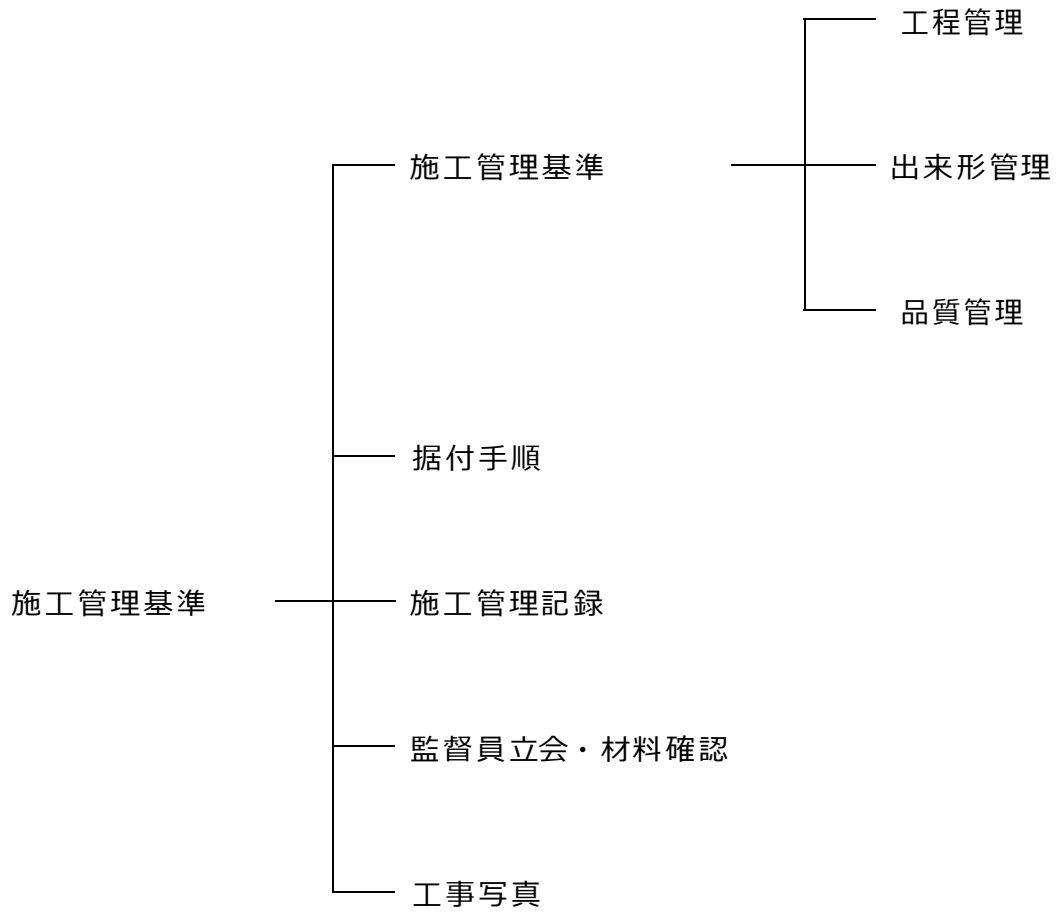 工程管理
施工管理基準
出来形管理
品質管理
据付手順
施工管理基準
施工管理記録
監督員立会・材料確認
工事写真